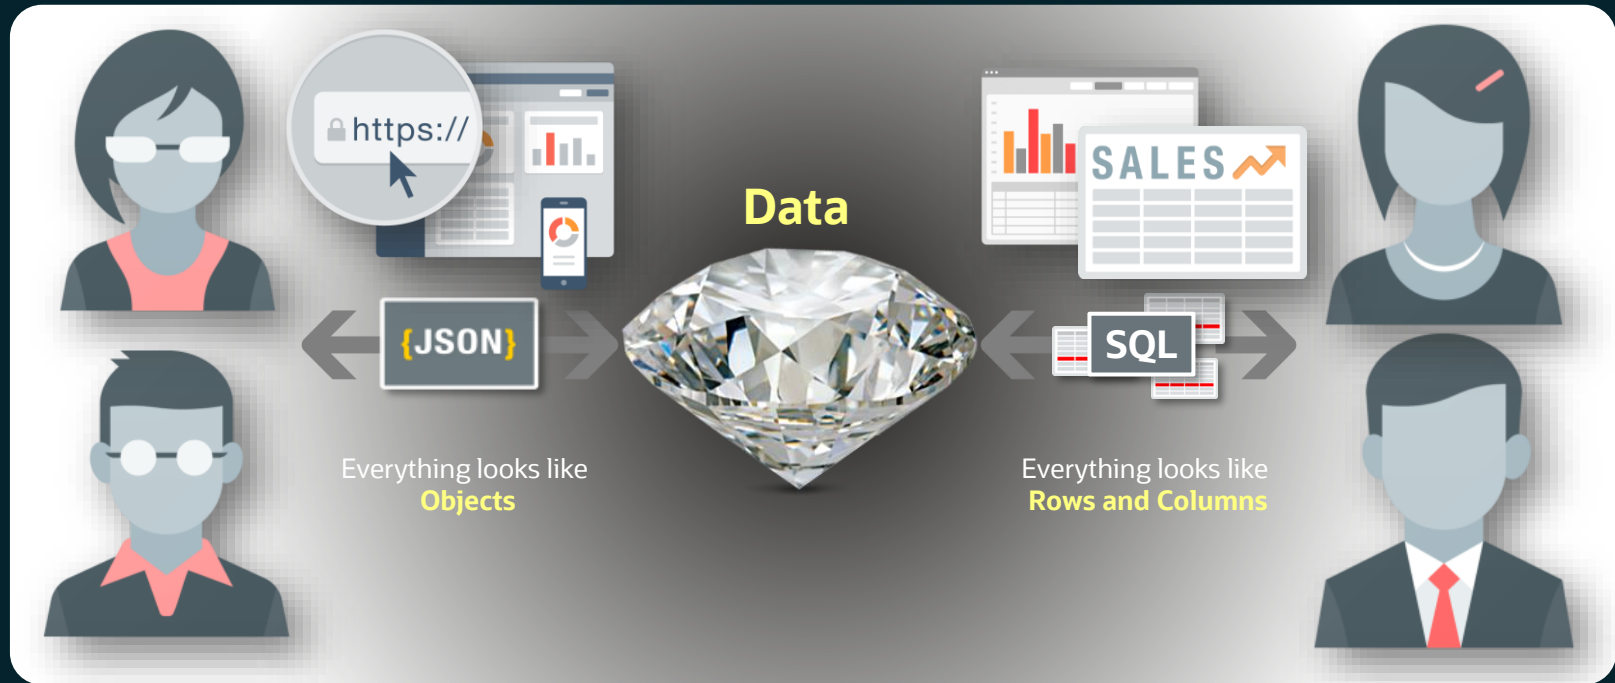 https://
Data
SALES
{JSON}
SQL
Everything looks like
Objects
Everything looks like
Rows and Columns